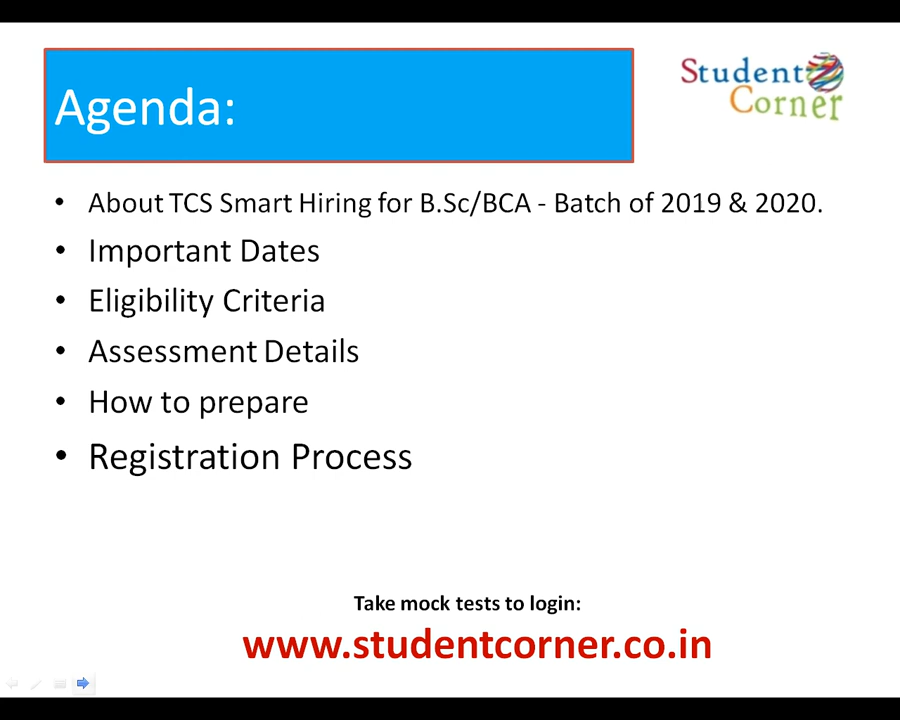 Agenda:
Student
Corner
• About TCS Smart Hiring for B.Sc/BCA - Batch of 2019 & 2020.
• Important Dates
• Eligibility Criteria
• Assessment Details
• How to prepare
• Registration Process
Take mock tests to login:
www.studentcorner.co.in